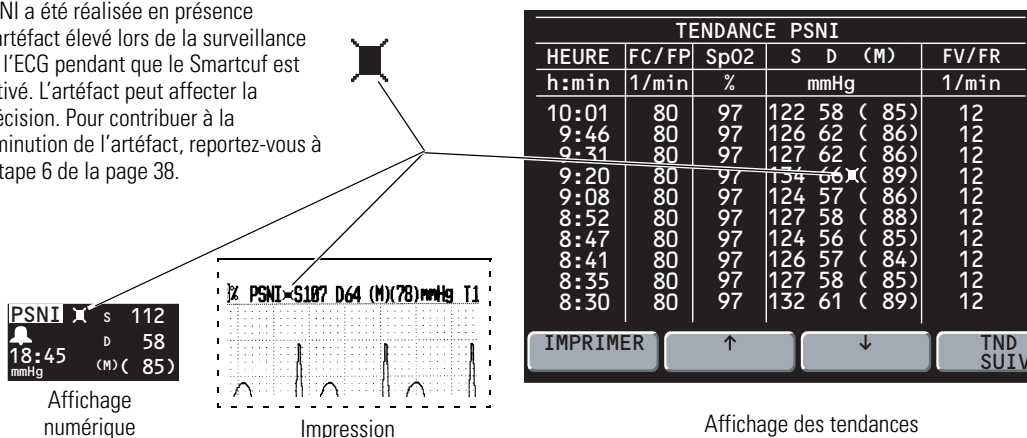 NI a été réalisée en présence
artéfact élevé lors de la surveillance
l'ECG pendant que le Smartcuf est
tivé. L'artéfact peut affecter la
écision. Pour contribuer à la
minution de l'artéfact, reportez-vous à
tape 6 de la page 38.
PSNI S 112
D 58
18:45
mmHg (M)( 85)
Affichage
numérique
% PSNI S107 D64 (M)(78)mmHg T1
Impression
TENDANCE PSNI
HEURE FC/FP SpO2 S D (M) FV/FR
h:min 1/min % mmHg 1/min
10:01 80 97 122 58 ( 85) 12
9:46 80 97 126 62 ( 86) 12
9:31 80 97 127 62 ( 86) 12
9:20 80 97 134 66 ( 89) 12
9:08 80 97 124 57 ( 86) 12
8:52 80 97 127 58 ( 88) 12
8:47 80 97 124 56 ( 85) 12
8:41 80 97 126 57 ( 84) 12
8:35 80 97 127 58 ( 85) 12
8:30 80 97 132 61 ( 89) 12
IMPRIMER ↑ ↓ TND
SUIV
Affichage des tendances